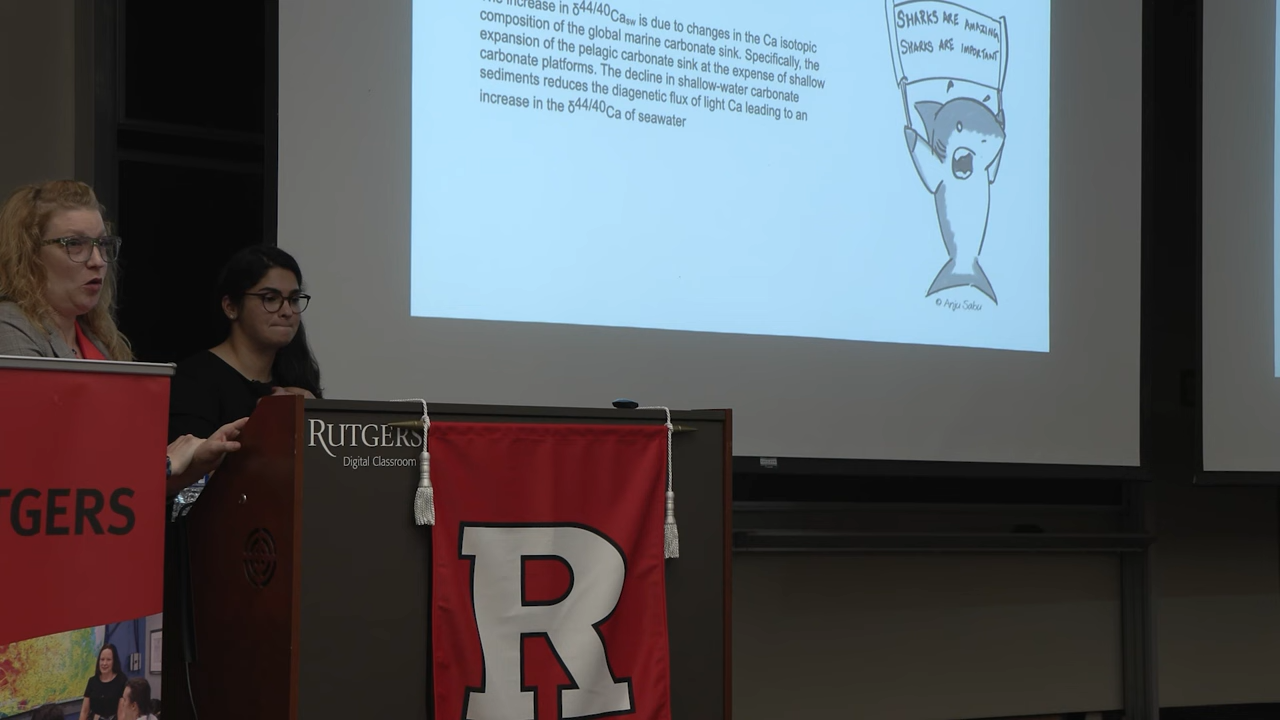 The increase in δ44/40Casw is due to changes in the Ca isotopic
composition of the global marine carbonate sink. Specifically, the
expansion of the pelagic carbonate sink at the expense of shallow
carbonate platforms. The decline in shallow-water carbonate
sediments reduces the diagenetic flux of light Ca leading to an
increase in the δ44/40Ca of seawater
SHARKS ARE AMAZING
SHARKS ARE IMPORTANT
© Anju Sabu
RUTGERS
Digital Classroom
TGERS
R